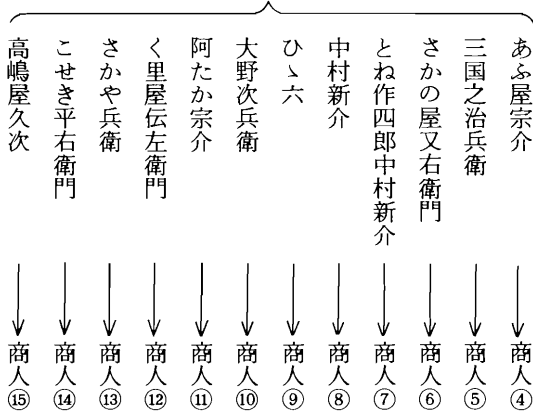 あふ屋宗介 → 商人④
三国之治兵衛 → 商人⑤
さかの屋又右衛門 → 商人⑥
とね作四郎中村新介 → 商人⑦
中村新介 → 商人⑧
ひゝ六 → 商人⑨
大野次兵衛 → 商人⑩
阿たか宗介 → 商人⑪
く里屋伝左衛門 → 商人⑫
さかや兵衛 → 商人⑬
こせき平右衛門 → 商人⑭
高嶋屋久次 → 商人⑮